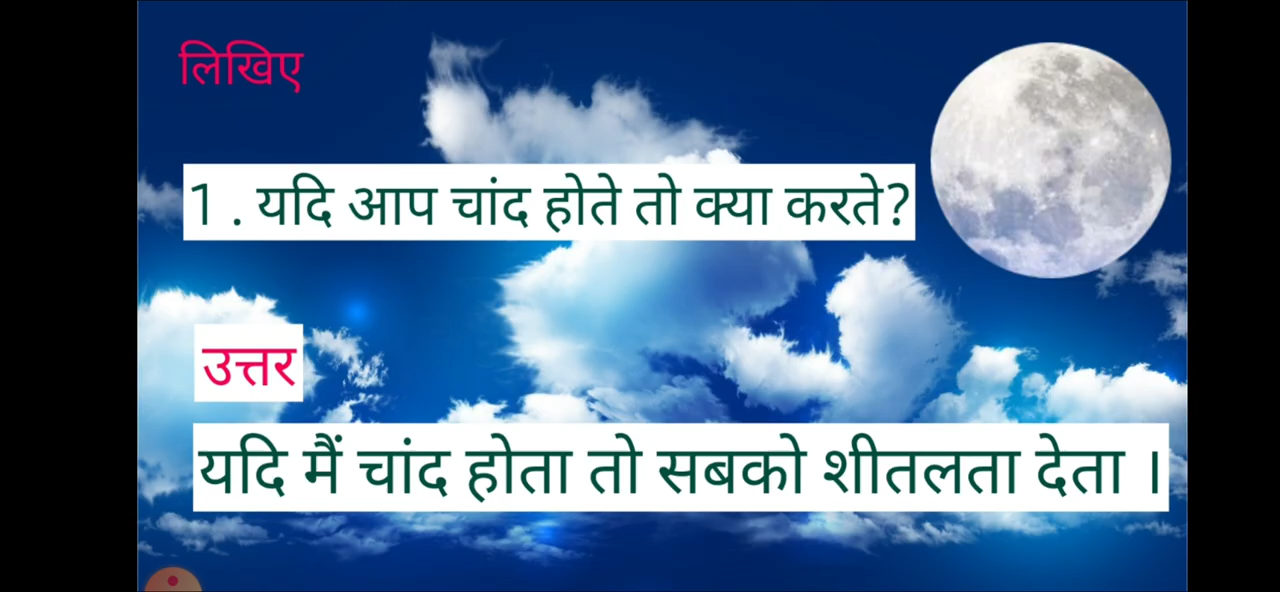 लिखिए
1 . यदि आप चांद होते तो क्या करते?
उत्तर
यदि मैं चांद होता तो सबको शीतलता देता ।